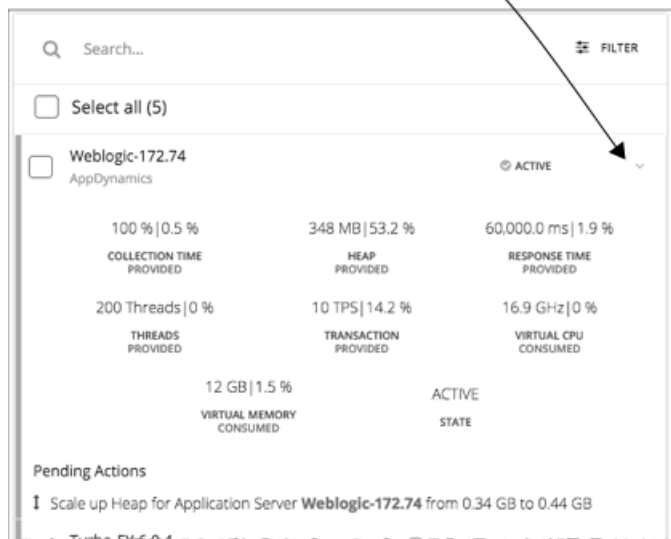 Search...
FILTER
Select all (5)
Weblogic-172.74
AppDynamics
ACTIVE
100 %|0.5 % 348 MB|53.2 % 60,000.0 ms|1.9 %
COLLECTION TIME HEAP RESPONSE TIME
PROVIDED PROVIDED PROVIDED
200 Threads|0 % 10 TPS|14.2 % 16.9 GHz|0 %
THREADS TRANSACTION VIRTUAL CPU
PROVIDED PROVIDED CONSUMED
12 GB|1.5 % ACTIVE
VIRTUAL MEMORY STATE
CONSUMED
Pending Actions
Scale up Heap for Application Server Weblogic-172.74 from 0.34 GB to 0.44 GB